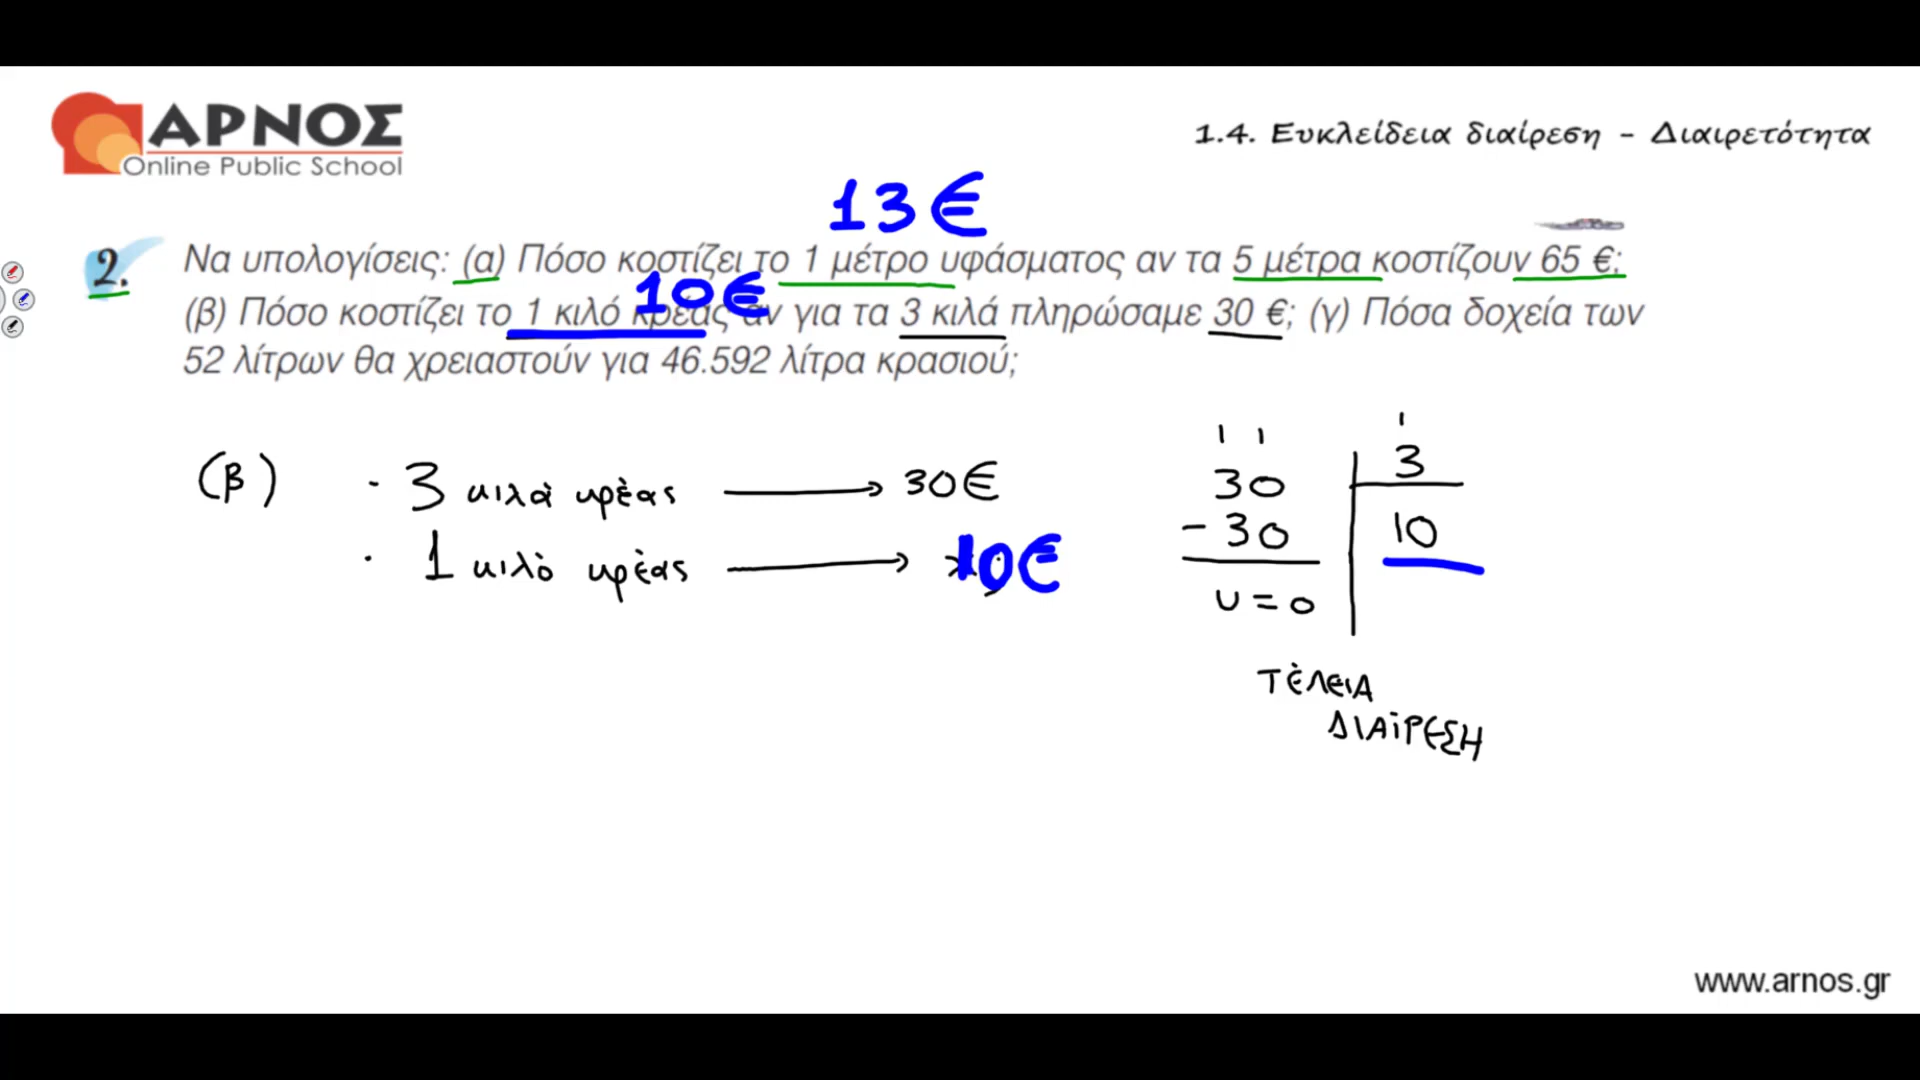 ΑΡΝΟΣ
Online Public School
1.4. Ευκλείδεια διαίρεση - Διαιρετότητα
13€
2. Να υπολογίσεις: (α) Πόσο κοστίζει το 1 μέτρο υφάσματος αν τα 5 μέτρα κοστίζουν 65 €;
10€
(β) Πόσο κοστίζει το 1 κιλό κρέας αν για τα 3 κιλά πληρώσαμε 30 €; (γ) Πόσα δοχεία των
52 λίτρων θα χρειαστούν για 46.592 λίτρα κρασιού;
(β) · 3 κιλά κρέας → 30€
· 1 κιλό κρέας → 10€
30 3
- 30 10
υ = 0
ΤέΛΕΙΑ
ΔΙΑίΡΕΣΗ
www.arnos.gr